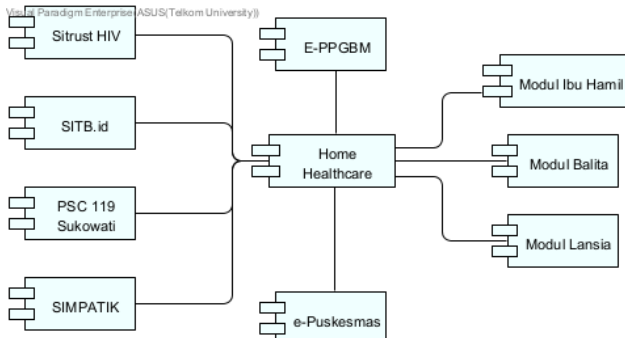 Visual Paradigm Enterprise(ASUS(Telkom University))
Sitrust HIV
E-PPGBM
Modul Ibu Hamil
SITB.id
Home
Healthcare
Modul Balita
PSC 119
Sukowati
Modul Lansia
SIMPATIK
e-Puskesmas